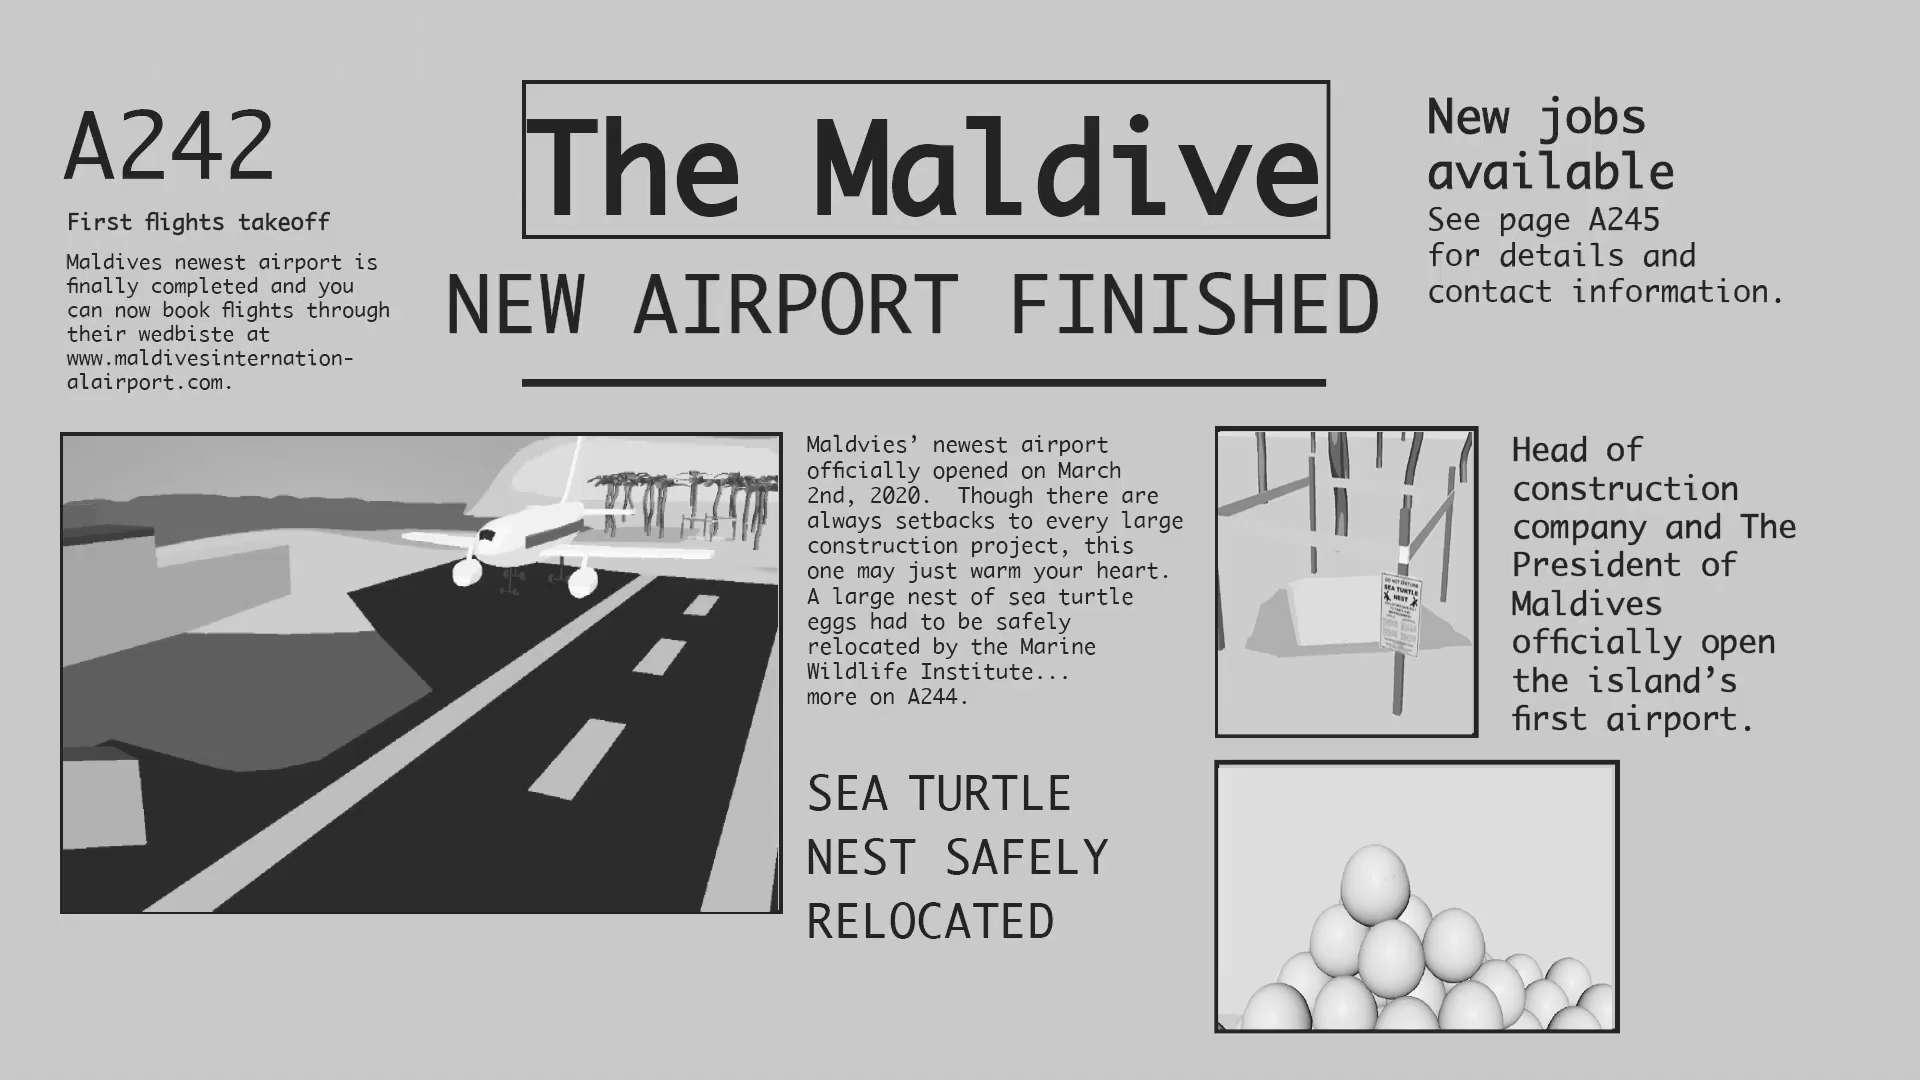 A242
First flights takeoff
Maldives newest airport is
finally completed and you
can now book flights through
their wedbiste at
www.maldivesinternation-
alairport.com.
The Maldive
NEW AIRPORT FINISHED
New jobs
available
See page A245
for details and
contact information.
Maldvies’ newest airport
officially opened on March
2nd, 2020.  Though there are
always setbacks to every large
construction project, this
one may just warm your heart.
A large nest of sea turtle
eggs had to be safely
relocated by the Marine
Wildlife Institute...
more on A244.
SEA TURTLE
NEST SAFELY
RELOCATED
DO NOT DISTURB
SEA TURTLE
NEST
Head of
construction
company and The
President of
Maldives
officially open
the island’s
first airport.